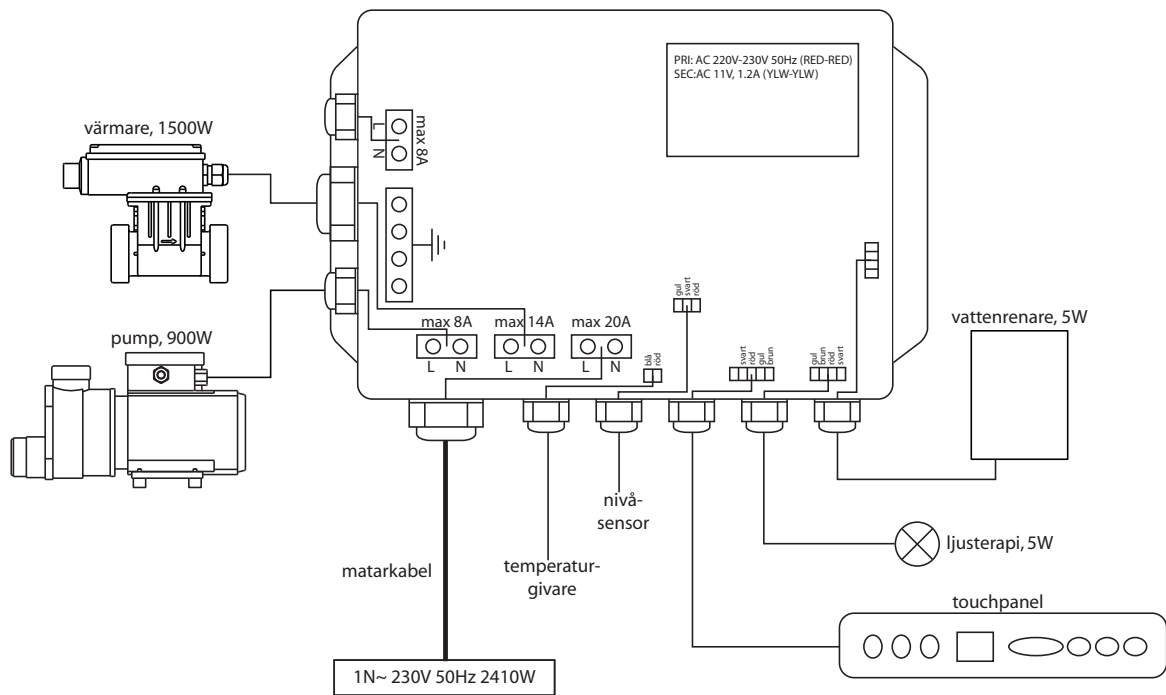 PRI: AC 220V-230V 50Hz (RED-RED)
SEC:AC 11V, 1.2A (YLW-YLW)
värmare, 1500W
L
N
max 8A
pump, 900W
max 8A
max 14A
max 20A
L
N
L
N
L
N
blå
röd
gul
svart
röd
svart
röd
gul
brun
gul
brun
röd
svart
vattenrenare, 5W
nivå-
sensor
ljusterapi, 5W
matarkabel
temperatur-
givare
touchpanel
1N~ 230V 50Hz 2410W